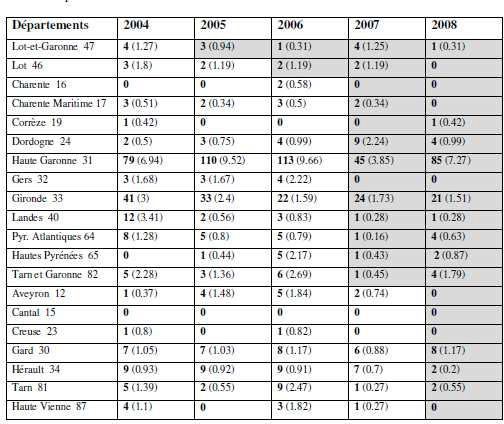 Départements 2004 2005 2006 2007 2008
Lot-et-Garonne 47 4 (1.27) 3 (0.94) 1 (0.31) 4 (1.25) 1 (0.31)
Lot 46 3 (1.8) 2 (1.19) 2 (1.19) 2 (1.19) 0
Charente 16 0 0 2 (0.58) 0 0
Charente Maritime 17 3 (0.51) 2 (0.34) 3 (0.5) 2 (0.34) 0
Corrèze 19 1 (0.42) 0 0 0 1 (0.42)
Dordogne 24 2 (0.5) 3 (0.75) 4 (0.99) 9 (2.24) 4 (0.99)
Haute Garonne 31 79 (6.94) 110 (9.52) 113 (9.66) 45 (3.85) 85 (7.27)
Gers 32 3 (1.68) 3 (1.67) 4 (2.22) 0 0
Gironde 33 41 (3) 33 (2.4) 22 (1.59) 24 (1.73) 21 (1.51)
Landes 40 12 (3.41) 2 (0.56) 3 (0.83) 1 (0.28) 1 (0.28)
Pyr. Atlantiques 64 8 (1.28) 5 (0.8) 5 (0.79) 1 (0.16) 4 (0.63)
Hautes Pyrénées 65 0 1 (0.44) 5 (2.17) 1 (0.43) 2 (0.87)
Tarn et Garonne 82 5 (2.28) 3 (1.36) 6 (2.69) 1 (0.45) 4 (1.79)
Aveyron 12 1 (0.37) 4 (1.48) 5 (1.84) 2 (0.74) 0
Cantal 15 0 0 0 0 0
Creuse 23 1 (0.8) 0 1 (0.82) 0 0
Gard 30 7 (1.05) 7 (1.03) 8 (1.17) 6 (0.88) 8 (1.17)
Hérault 34 9 (0.93) 9 (0.92) 9 (0.91) 7 (0.7) 2 (0.2)
Tarn 81 5 (1.39) 2 (0.55) 9 (2.47) 1 (0.27) 2 (0.55)
Haute Vienne 87 4 (1.1) 0 3 (1.82) 1 (0.27) 0